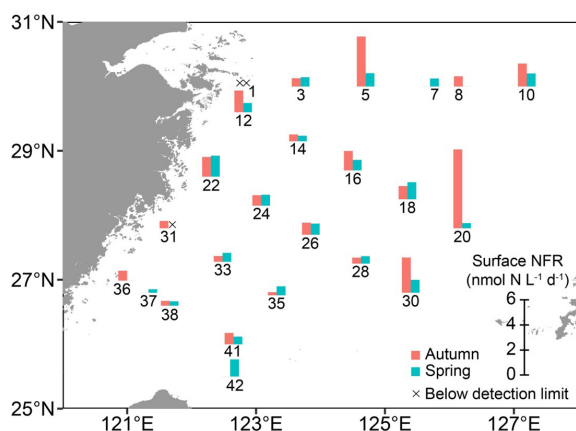 31°N
29°N
27°N
25°N
121°E 123°E 125°E 127°E
1
3
5
7
8
10
12
14
16
18
20
22
24
26
28
30
31
33
35
36
37
38
41
42
Surface NFR
(nmol N L⁻¹ d⁻¹)
6
4
2
0
Autumn
Spring
× Below detection limit